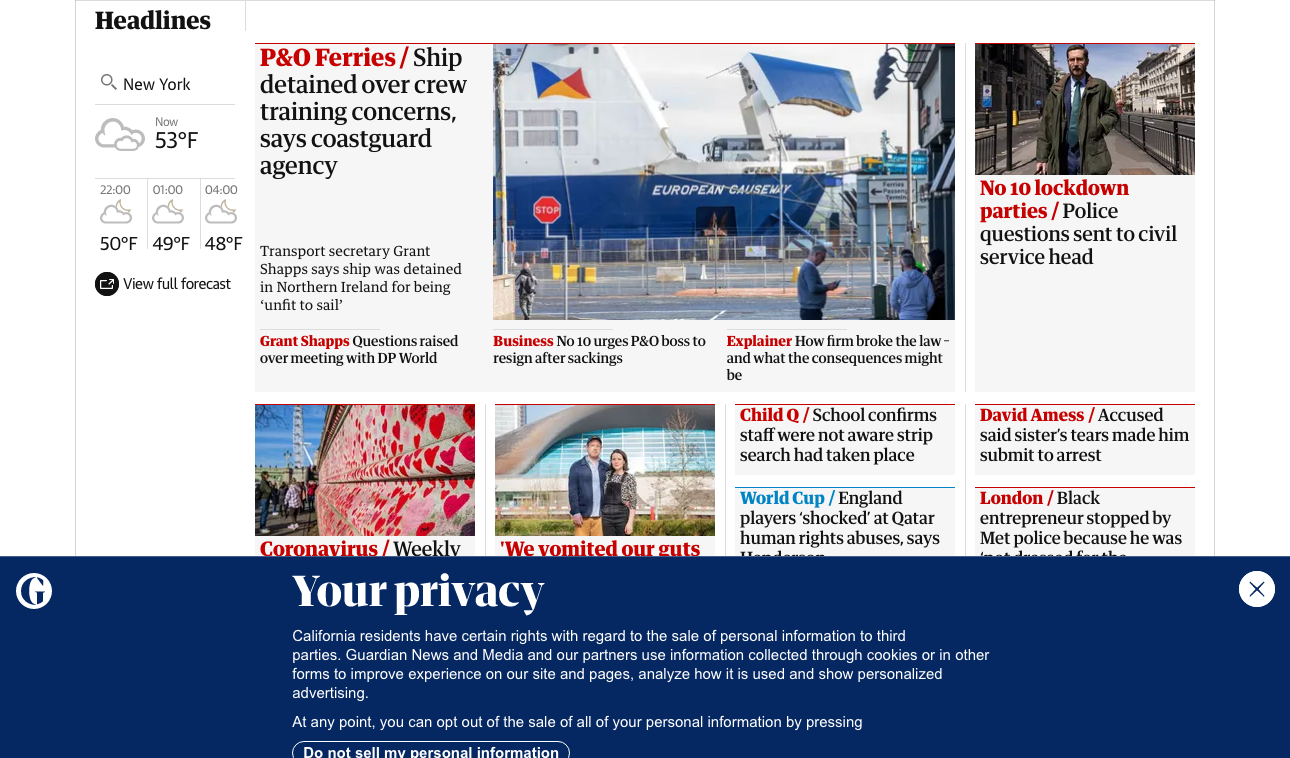 Headlines
New York
Now
53°F
22:00
01:00
04:00
50°F
49°F
48°F
View full forecast
P&O Ferries / Ship
detained over crew
training concerns,
says coastguard
agency
Transport secretary Grant
Shapps says ship was detained
in Northern Ireland for being
‘unfit to sail’
EUROPEAN CAUSEWAY
STOP
Ferries
Passenger
Terminal
Grant Shapps Questions raised
over meeting with DP World
Business No 10 urges P&O boss to
resign after sackings
Explainer How firm broke the law –
and what the consequences might
be
No 10 lockdown
parties / Police
questions sent to civil
service head
Coronavirus / Weekly
'We vomited our guts
Child Q / School confirms
staff were not aware strip
search had taken place
World Cup / England
players ‘shocked’ at Qatar
human rights abuses, says
Henderson
David Amess / Accused
said sister’s tears made him
submit to arrest
London / Black
entrepreneur stopped by
Met police because he was
‘not dressed for the
Your privacy
California residents have certain rights with regard to the sale of personal information to third
parties. Guardian News and Media and our partners use information collected through cookies or in other
forms to improve experience on our site and pages, analyze how it is used and show personalized
advertising.
At any point, you can opt out of the sale of all of your personal information by pressing
Do not sell my personal information